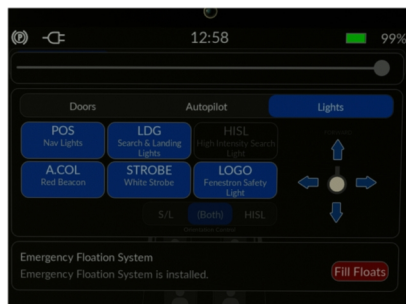 12:58
99%
Doors
Autopilot
Lights
POS
Nav Lights
LDG
Search & Landing
Lights
HISL
High Intensity Search
Light
A.COL
Red Beacon
STROBE
White Strobe
LOGO
Fenestron Safety
Light
S/L
(Both)
HISL
Emergency Floation System
Emergency Floation System is installed.
Fill Floats